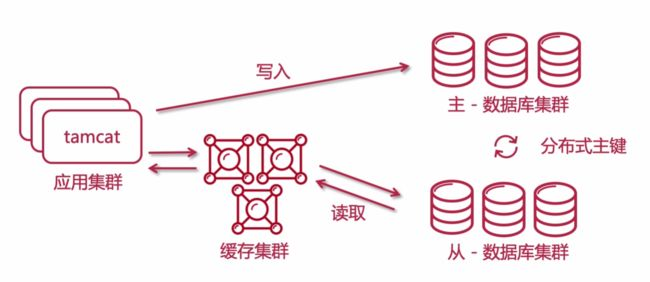 写入
主 - 数据库集群
tamcat
应用集群
分布式主键
读取
缓存集群
从 - 数据库集群